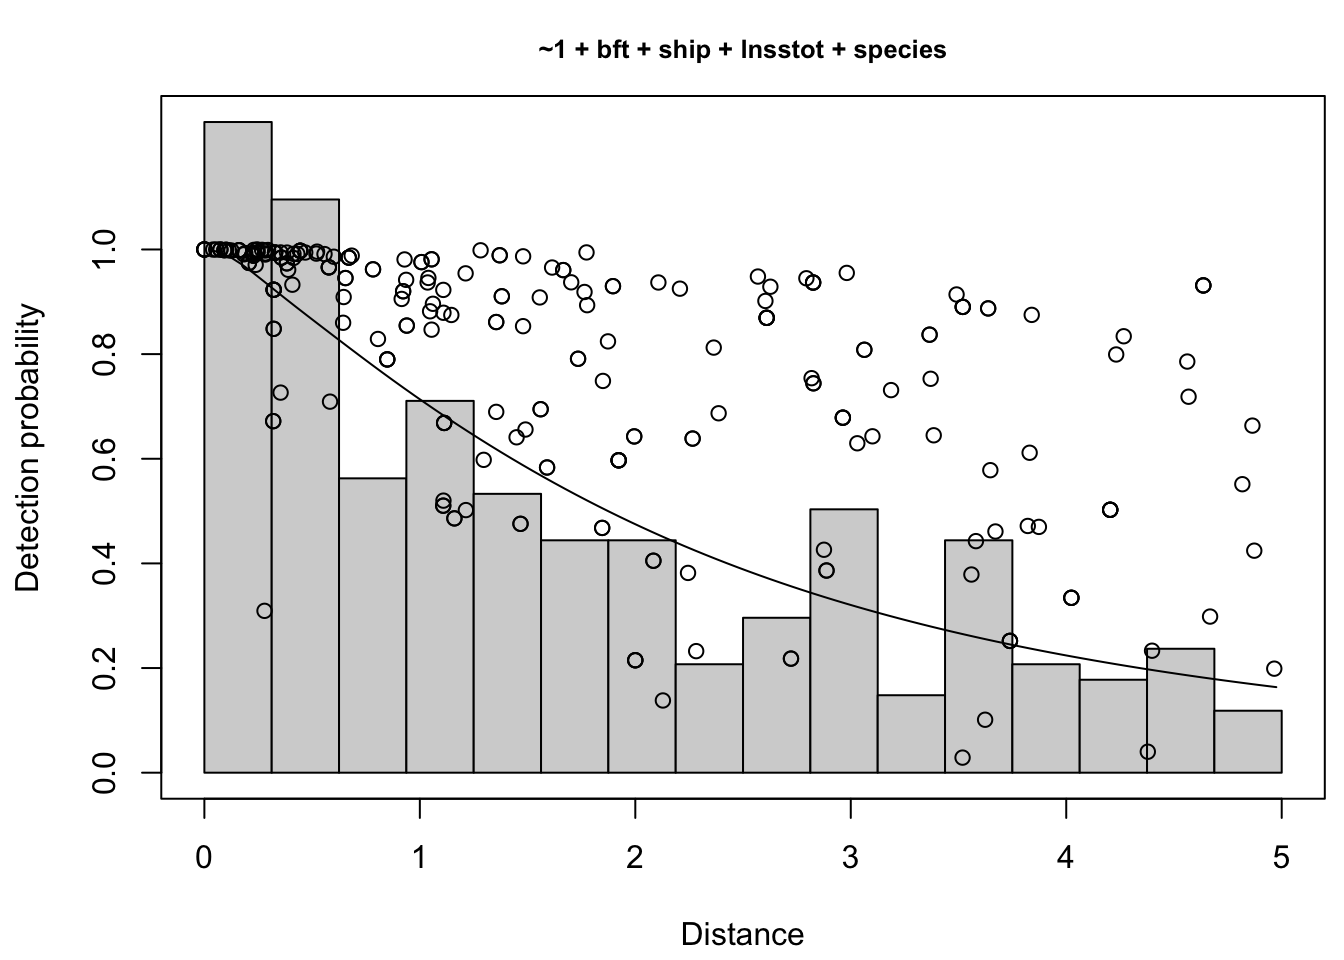 ~1 + bft + ship + lnsstot + species
Detection probability
1.0
0.8
0.6
0.4
0.2
0.0
0 1 2 3 4 5
Distance